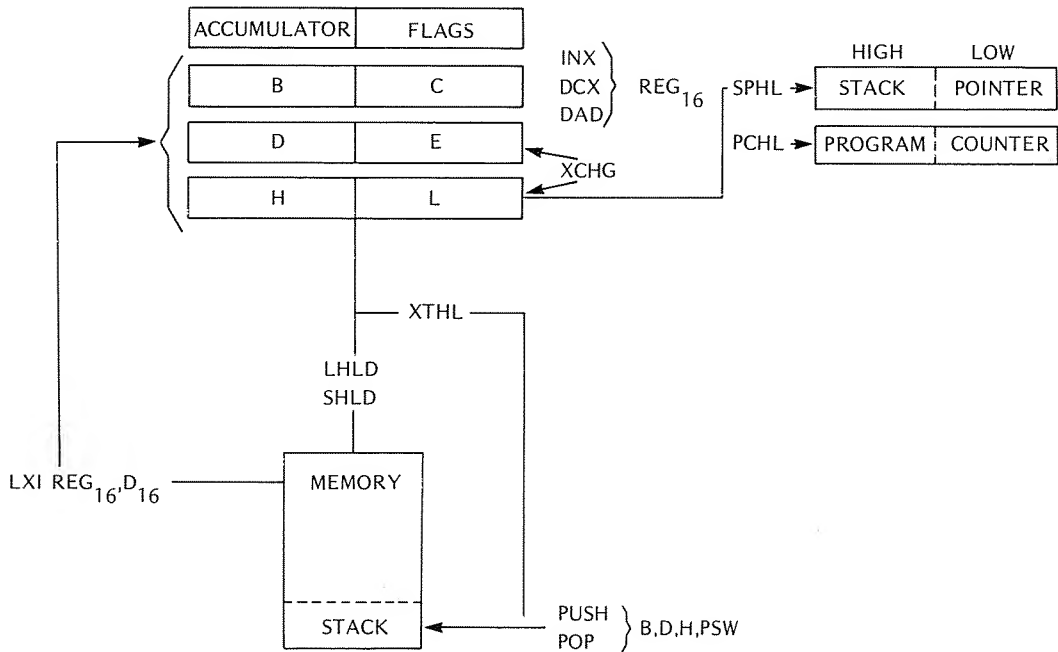 ACCUMULATOR FLAGS
HIGH LOW
B C
INX
DCX
DAD
REG16
SPHL
STACK POINTER
D E
PCHL
PROGRAM COUNTER
XCHG
H L
XTHL
LHLD
SHLD
LXI REG16,D16
MEMORY
STACK
PUSH
POP
B,D,H,PSW